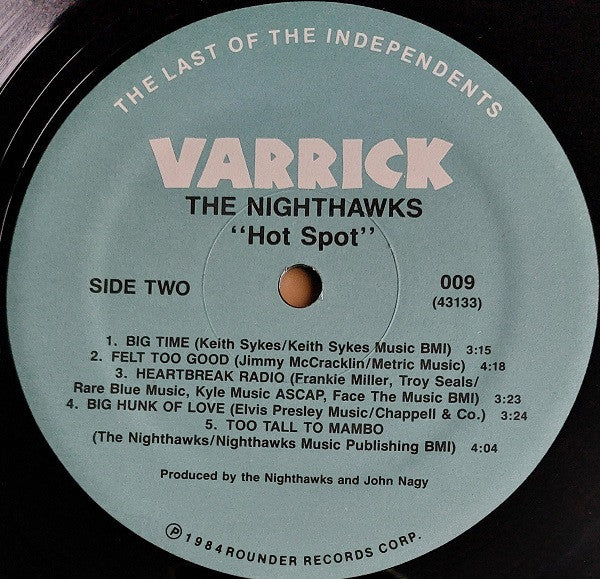 THE LAST OF THE INDEPENDENTS
VARRICK
THE NIGHTHAWKS
"Hot Spot"
SIDE TWO
009
(43133)
1. BIG TIME (Keith Sykes/Keith Sykes Music BMI) 3:15
2. FELT TOO GOOD (Jimmy McCracklin/Metric Music) 4:18
3. HEARTBREAK RADIO (Frankie Miller, Troy Seals/
Rare Blue Music, Kyle Music ASCAP, Face The Music BMI) 3:23
4. BIG HUNK OF LOVE (Elvis Presley Music/Chappell & Co.) 3:24
5. TOO TALL TO MAMBO
(The Nighthawks/Nighthawks Music Publishing BMI) 4:04
Produced by the Nighthawks and John Nagy
℗ 1984 ROUNDER RECORDS CORP.